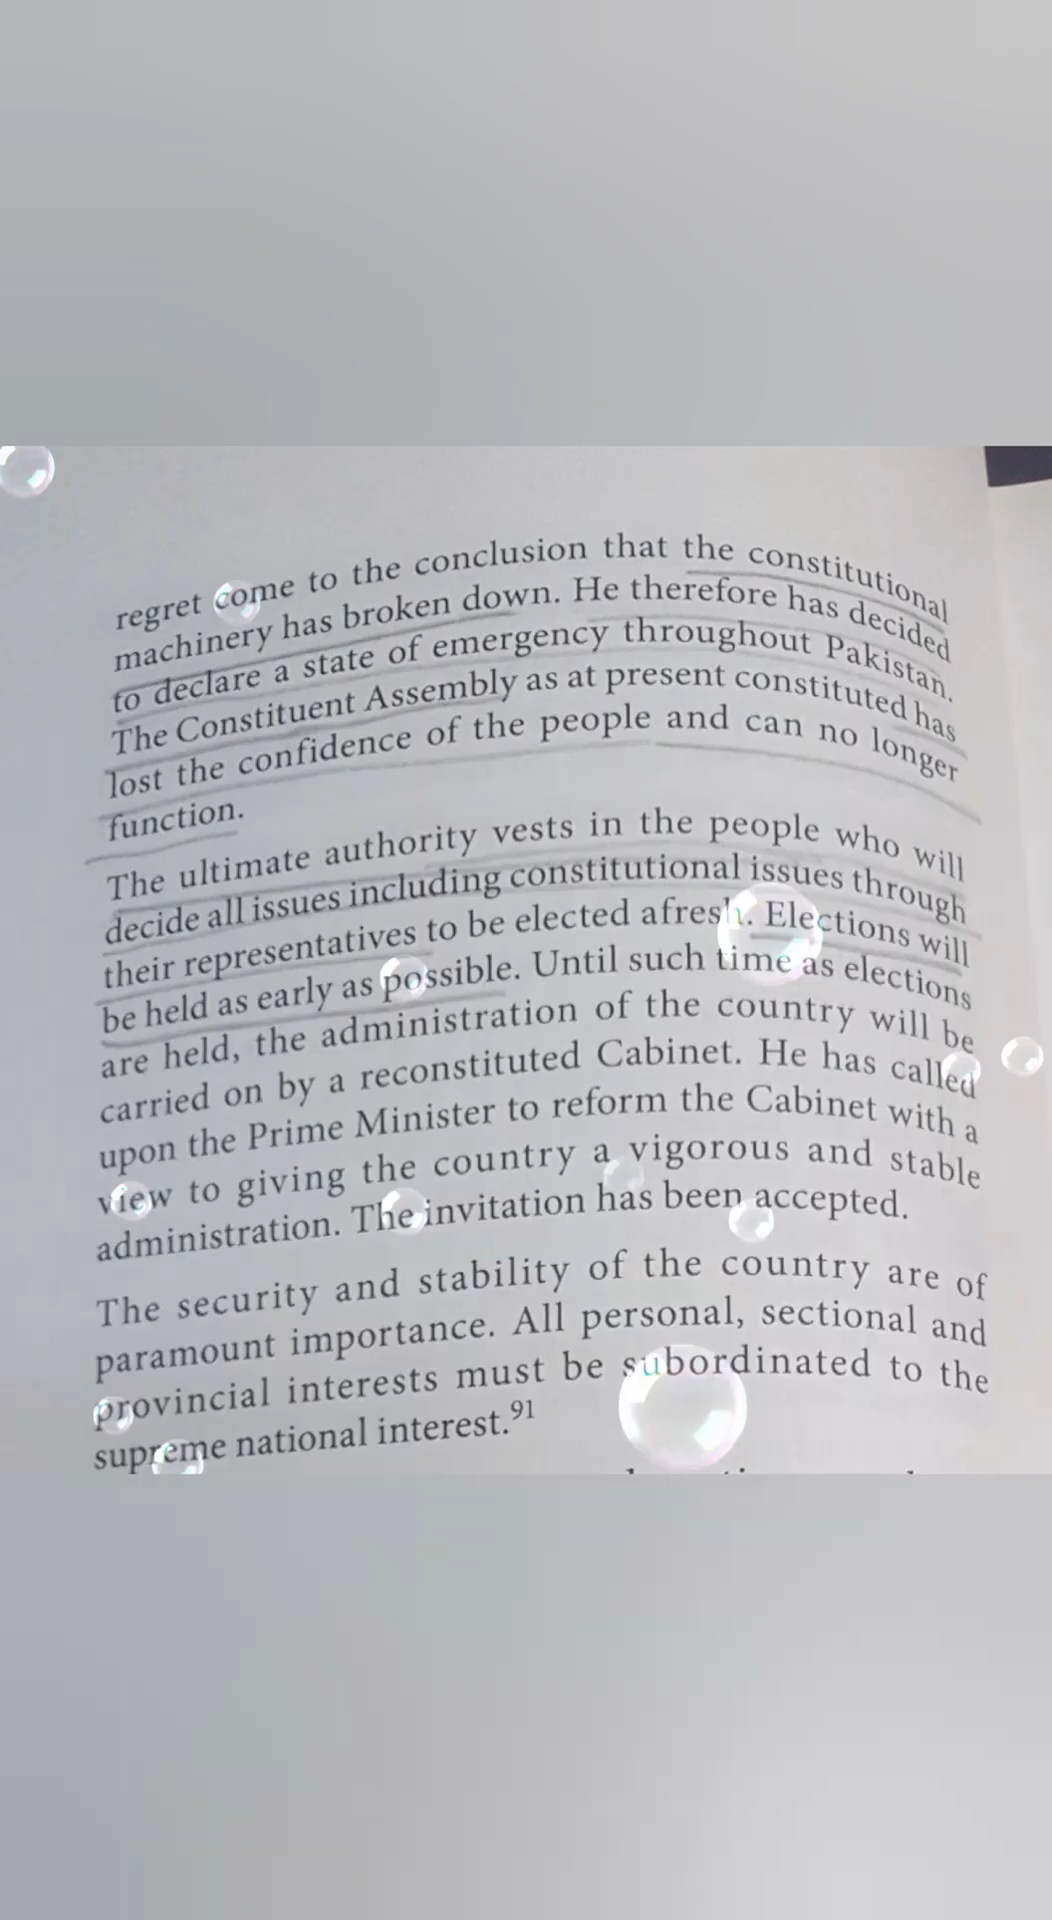 regret come to the conclusion that the constitutional
machinery has broken down. He therefore has decided
to declare a state of emergency throughout Pakistan.
The Constituent Assembly as at present constituted has
lost the confidence of the people and can no longer
function.
The ultimate authority vests in the people who will
decide all issues including constitutional issues through
their representatives to be elected afresh. Elections will
be held as early as possible. Until such time as elections
are held, the administration of the country will be
carried on by a reconstituted Cabinet. He has called
upon the Prime Minister to reform the Cabinet with a
view to giving the country a vigorous and stable
administration. The invitation has been accepted.
The security and stability of the country are of
paramount importance. All personal, sectional and
provincial interests must be subordinated to the
supreme national interest.91